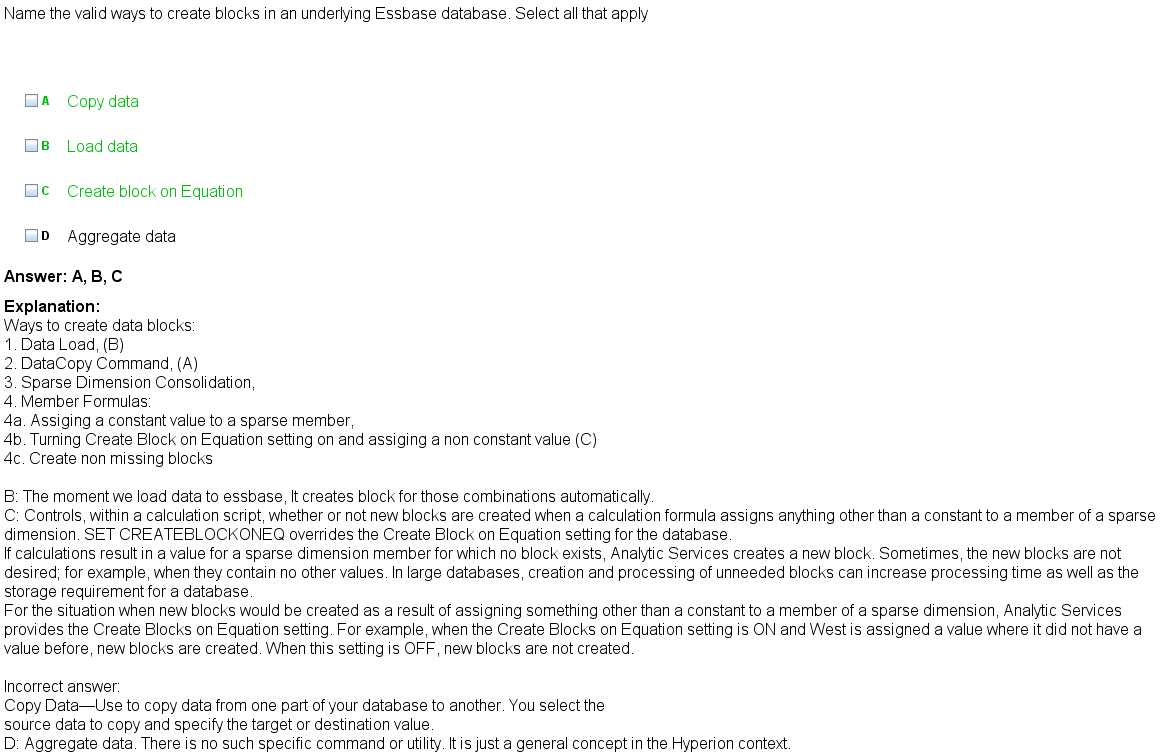 Name the valid ways to create blocks in an underlying Essbase database. Select all that apply
A Copy data
B Load data
C Create block on Equation
D Aggregate data
Answer: A, B, C
Explanation:
Ways to create data blocks:
1. Data Load, (B)
2. DataCopy Command, (A)
3. Sparse Dimension Consolidation,
4. Member Formulas:
4a. Assiging a constant value to a sparse member,
4b. Turning Create Block on Equation setting on and assiging a non constant value (C)
4c. Create non missing blocks
B: The moment we load data to essbase, It creates block for those combinations automatically.
C: Controls, within a calculation script, whether or not new blocks are created when a calculation formula assigns anything other than a constant to a member of a sparse
dimension. SET CREATEBLOCKONEQ overrides the Create Block on Equation setting for the database.
If calculations result in a value for a sparse dimension member for which no block exists, Analytic Services creates a new block. Sometimes, the new blocks are not
desired; for example, when they contain no other values. In large databases, creation and processing of unneeded blocks can increase processing time as well as the
storage requirement for a database.
For the situation when new blocks would be created as a result of assigning something other than a constant to a member of a sparse dimension, Analytic Services
provides the Create Blocks on Equation setting. For example, when the Create Blocks on Equation setting is ON and West is assigned a value where it did not have a
value before, new blocks are created. When this setting is OFF, new blocks are not created.
Incorrect answer:
Copy Data—Use to copy data from one part of your database to another. You select the
source data to copy and specify the target or destination value.
D: Aggregate data. There is no such specific command or utility. It is just a general concept in the Hyperion context.